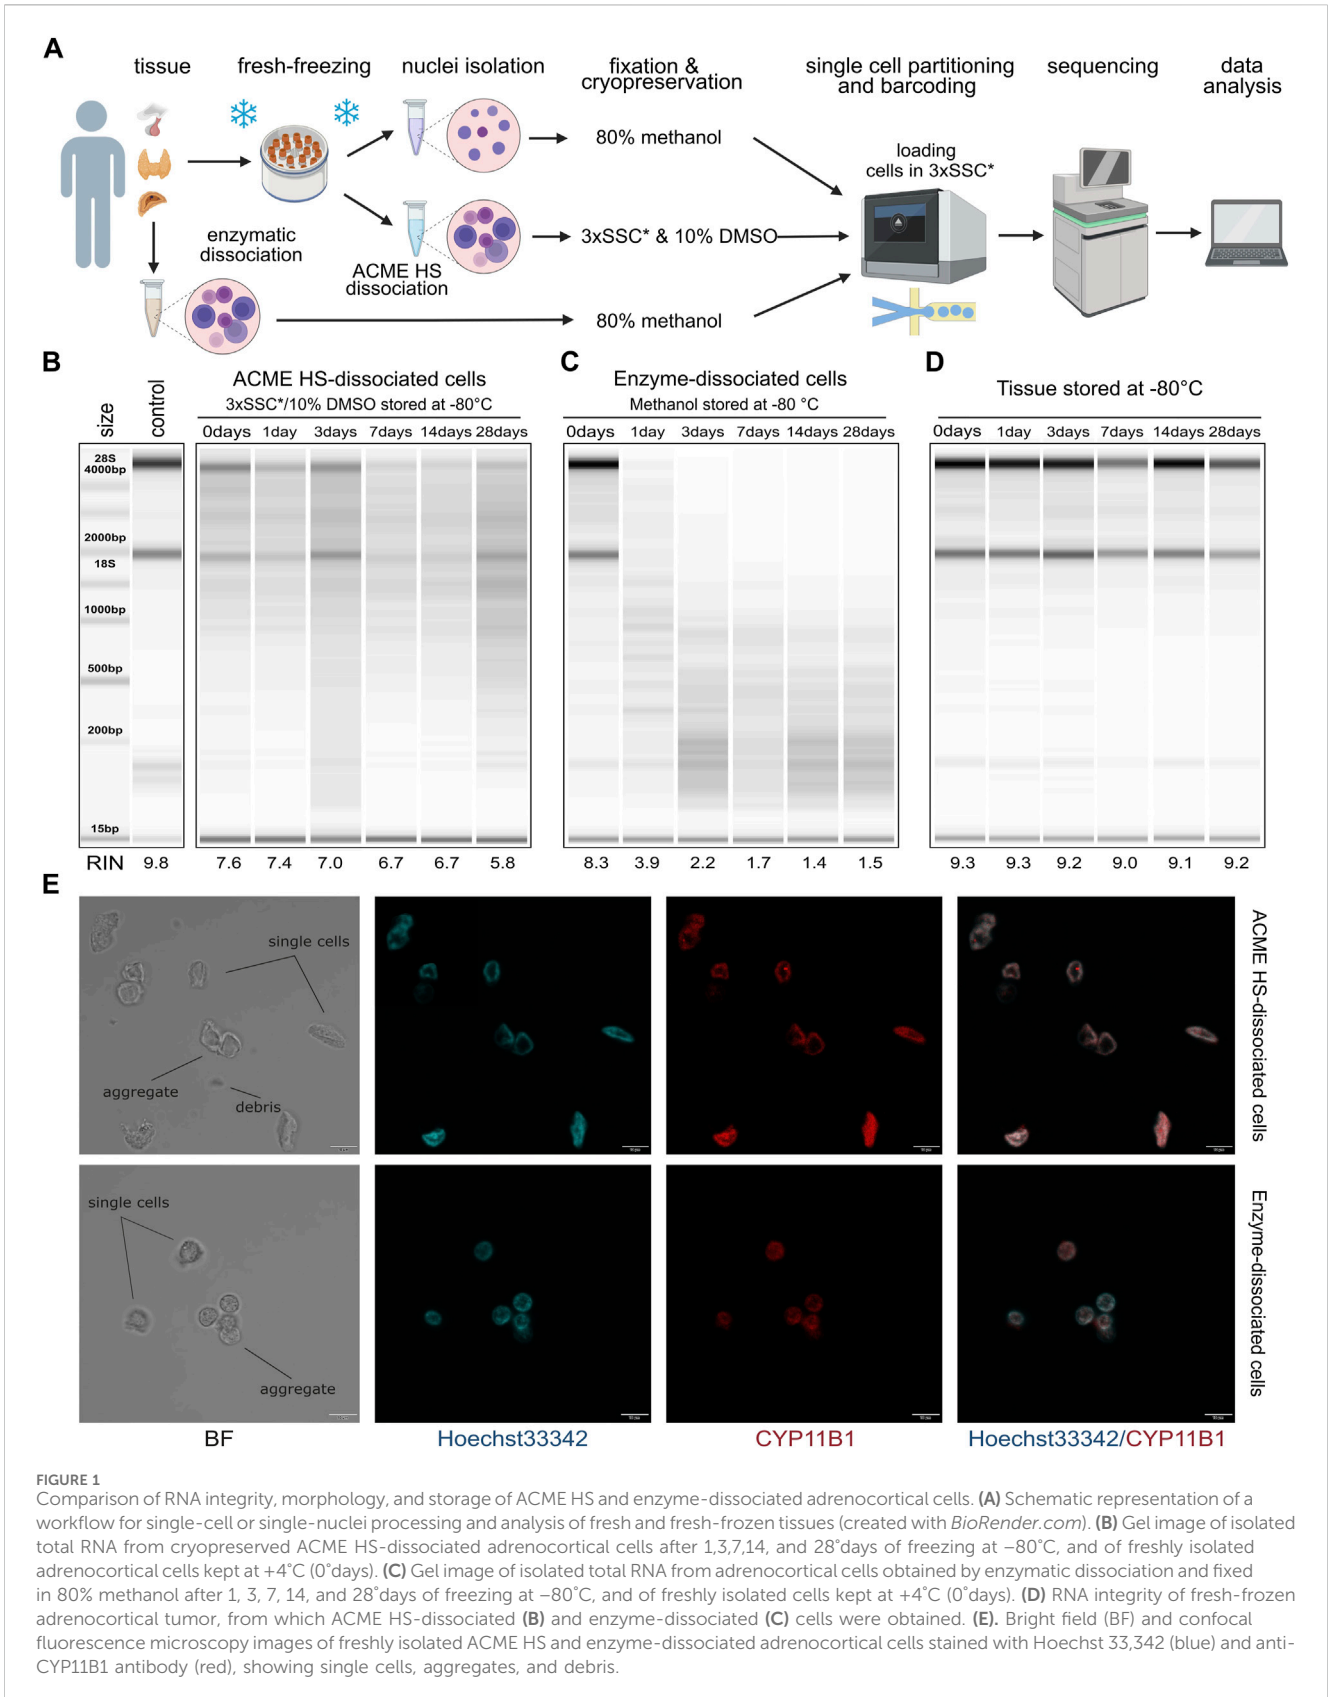 A
tissue
fresh-freezing
nuclei isolation
fixation &
cryopreservation
single cell partitioning
and barcoding
sequencing
data
analysis
80% methanol
loading
cells in 3xSSC*
enzymatic
dissociation
ACME HS
dissociation
3xSSC* & 10% DMSO
80% methanol
B
size
control
ACME HS-dissociated cells
3xSSC*/10% DMSO stored at -80°C
0days 1day 3days 7days 14days 28days
28S
4000bp
2000bp
18S
1000bp
500bp
200bp
15bp
RIN 9.8 7.6 7.4 7.0 6.7 6.7 5.8
C
Enzyme-dissociated cells
Methanol stored at -80 °C
0days 1day 3days 7days 14days 28days
8.3 3.9 2.2 1.7 1.4 1.5
D
Tissue stored at -80°C
0days 1day 3days 7days 14days 28days
9.3 9.3 9.2 9.0 9.1 9.2
E
single cells
aggregate
debris
ACME HS-dissociated cells
single cells
aggregate
Enzyme-dissociated cells
BF
Hoechst33342
CYP11B1
Hoechst33342/CYP11B1
FIGURE 1
Comparison of RNA integrity, morphology, and storage of ACME HS and enzyme-dissociated adrenocortical cells. (A) Schematic representation of a
workflow for single-cell or single-nuclei processing and analysis of fresh and fresh-frozen tissues (created with BioRender.com). (B) Gel image of isolated
total RNA from cryopreserved ACME HS-dissociated adrenocortical cells after 1,3,7,14, and 28°days of freezing at −80°C, and of freshly isolated
adrenocortical cells kept at +4°C (0°days). (C) Gel image of isolated total RNA from adrenocortical cells obtained by enzymatic dissociation and fixed
in 80% methanol after 1, 3, 7, 14, and 28°days of freezing at −80°C, and of freshly isolated cells kept at +4°C (0°days). (D) RNA integrity of fresh-frozen
adrenocortical tumor, from which ACME HS-dissociated (B) and enzyme-dissociated (C) cells were obtained. (E). Bright field (BF) and confocal
fluorescence microscopy images of freshly isolated ACME HS and enzyme-dissociated adrenocortical cells stained with Hoechst 33,342 (blue) and anti-
CYP11B1 antibody (red), showing single cells, aggregates, and debris.